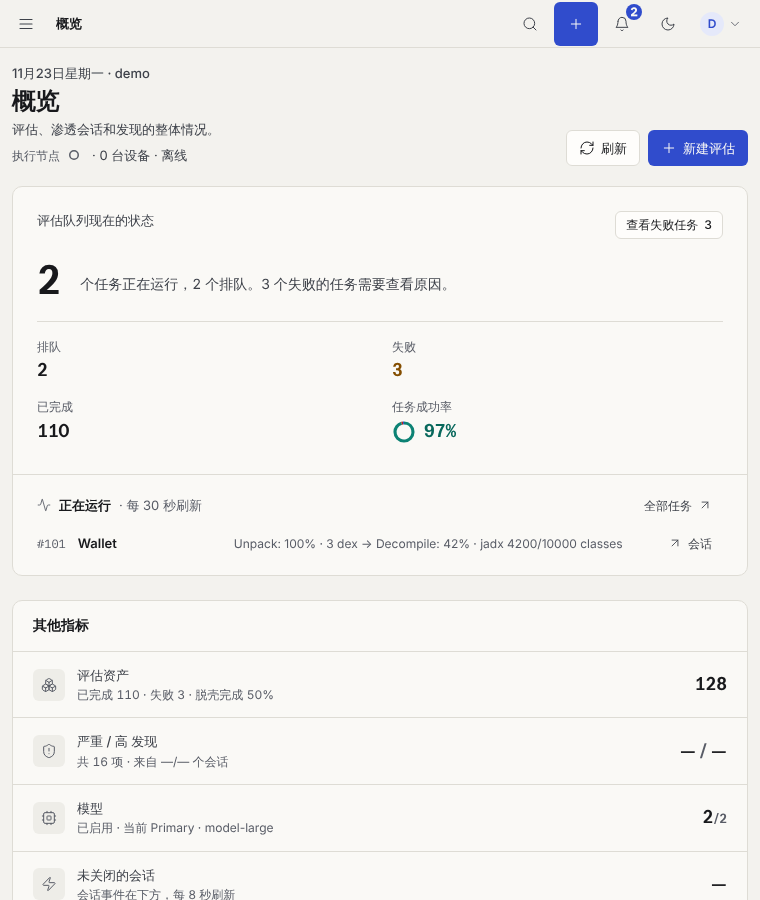 概览
2
D
11月23日星期一 · demo
概览
评估、渗透会话和发现的整体情况。
执行节点 · 0 台设备 · 离线
刷新
新建评估
评估队列现在的状态
查看失败任务 3
2 个任务正在运行，2 个排队。3 个失败的任务需要查看原因。
排队
2
失败
3
已完成
110
任务成功率
97%
正在运行 · 每 30 秒刷新
全部任务
#101 Wallet Unpack: 100% · 3 dex → Decompile: 42% · jadx 4200/10000 classes 会话
其他指标
评估资产
已完成 110 · 失败 3 · 脱壳完成 50%
128
严重 / 高 发现
共 16 项 · 来自 —/— 个会话
— / —
模型
已启用 · 当前 Primary · model-large
2/2
未关闭的会话
会话事件在下方，每 8 秒刷新
—